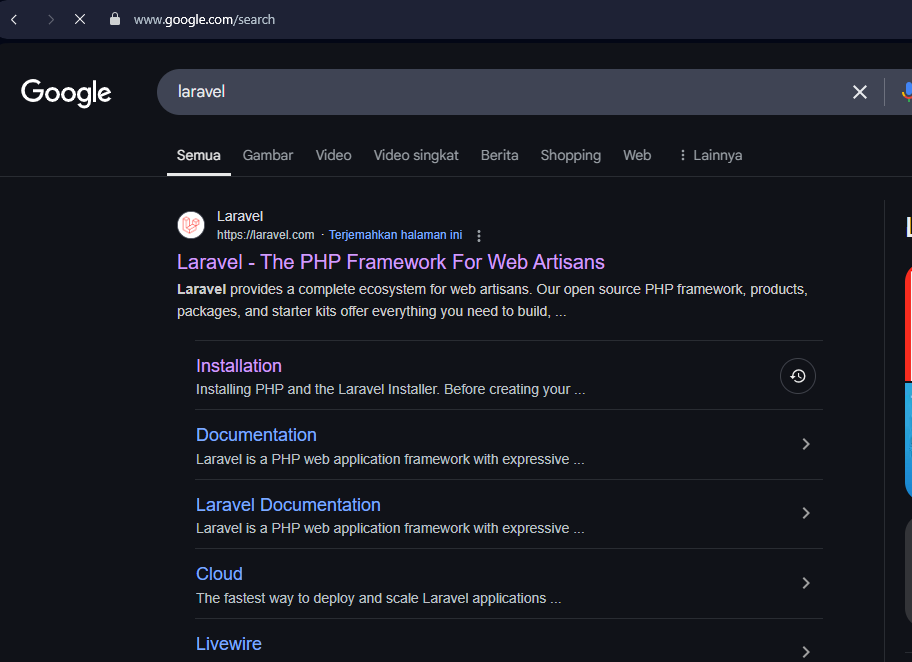 www.google.com/search
Google
laravel
Semua Gambar Video Video singkat Berita Shopping Web Lainnya
Laravel
https://laravel.com · Terjemahkan halaman ini
Laravel - The PHP Framework For Web Artisans
Laravel provides a complete ecosystem for web artisans. Our open source PHP framework, products,
packages, and starter kits offer everything you need to build, ...
Installation
Installing PHP and the Laravel Installer. Before creating your ...
Documentation
Laravel is a PHP web application framework with expressive ...
Laravel Documentation
Laravel is a PHP web application framework with expressive ...
Cloud
The fastest way to deploy and scale Laravel applications ...
Livewire